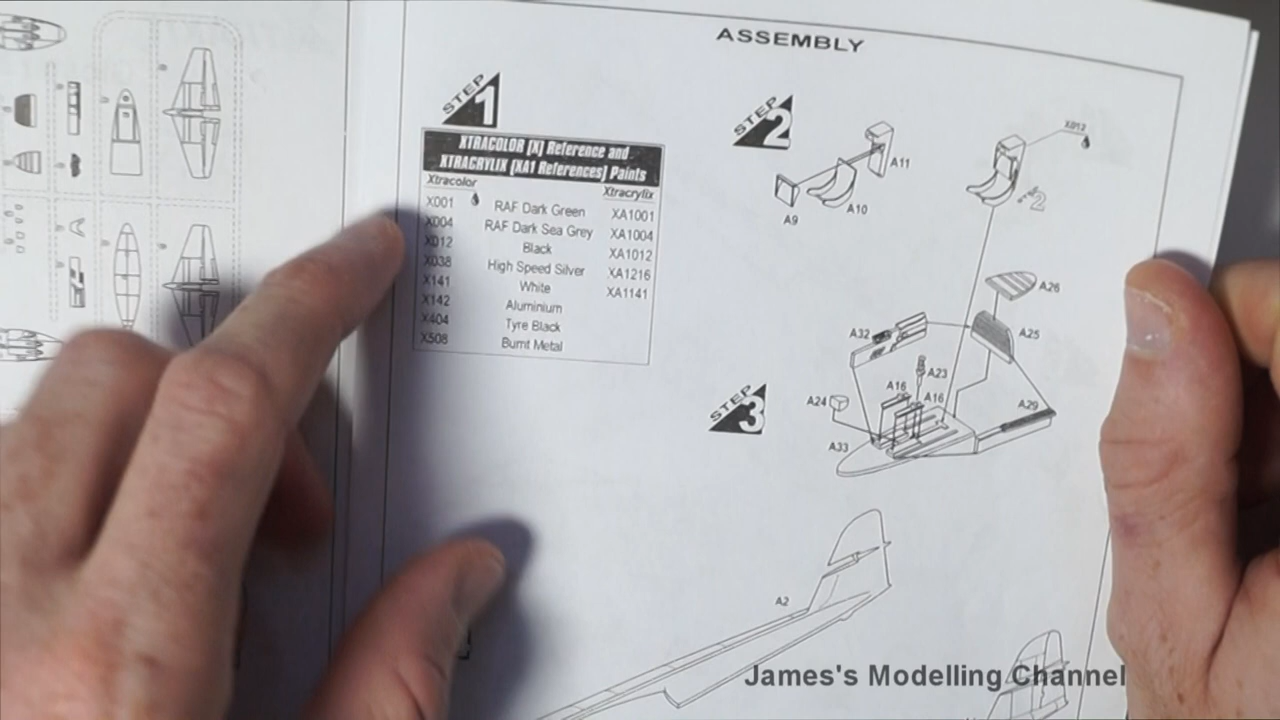 ASSEMBLY
STEP 1
XTRACOLOR [X] Reference and
XTRACRYLIX [XA1 References] Paints
Xtracolor Xtracrylix
X001 RAF Dark Green XA1001
X004 RAF Dark Sea Grey XA1004
X012 Black XA1012
X038 High Speed Silver XA1216
X141 White XA1141
X142 Aluminium
X404 Tyre Black
X508 Burnt Metal
STEP 2
A11
A10
A9
X012
STEP 2
A26
A25
A32
A23
A16
A16
A24
A29
A33
STEP 3
A2
James's Modelling Channel